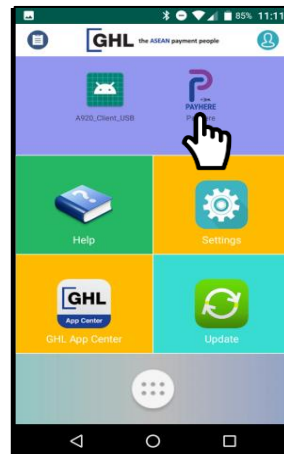 85% 11:11
GHL the ASEAN payment people
PAYHERE
A920_Client_USB
Help
Settings
GHL
App Center
GHL App Center
Update